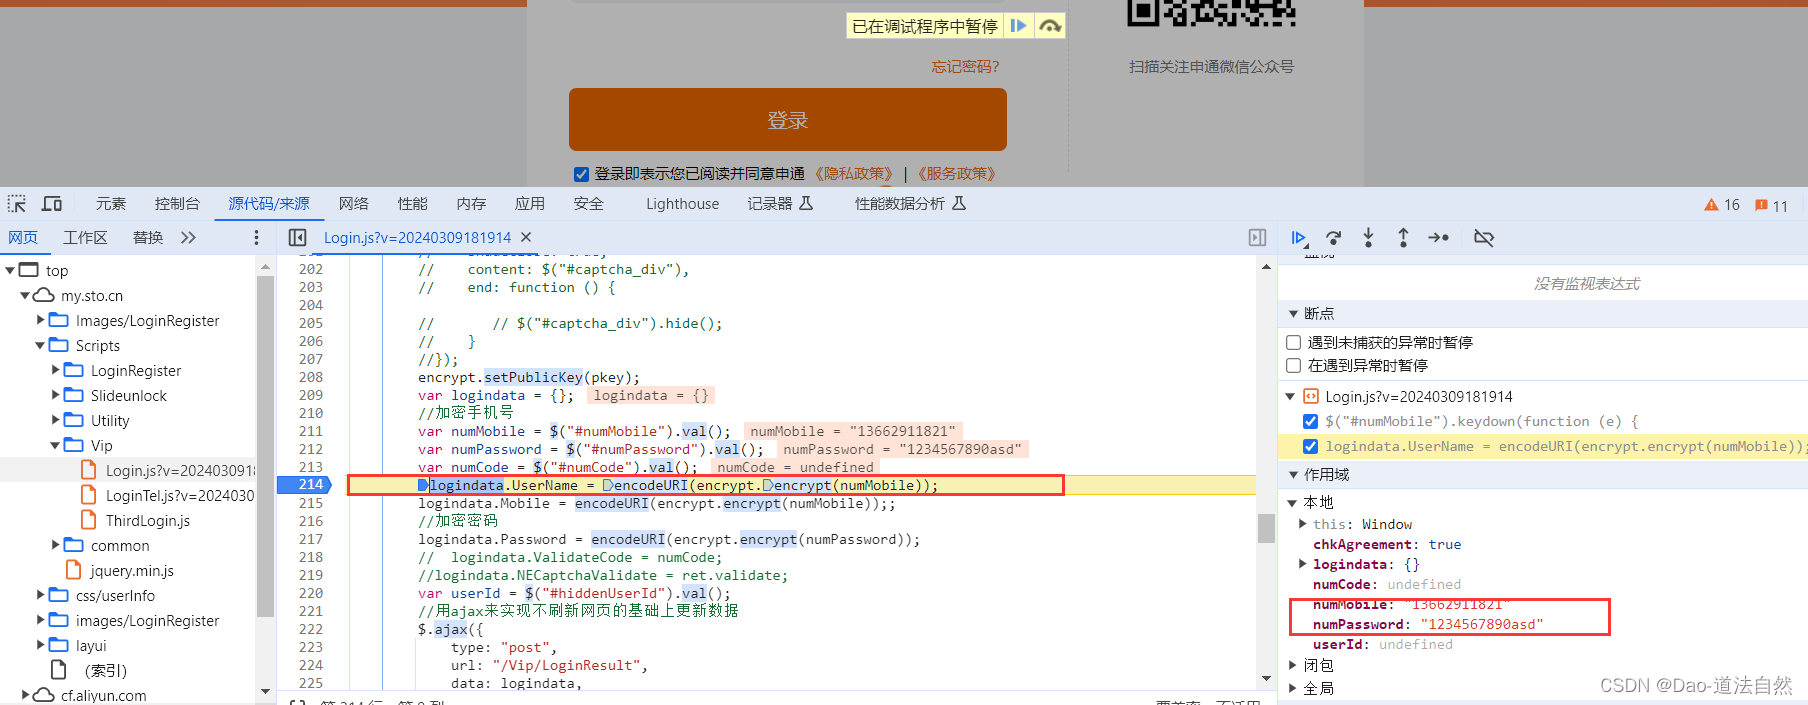 已在调试程序中暂停
忘记密码?
扫描关注申通微信公众号
登录
登录即表示您已阅读并同意申通 《隐私政策》 | 《服务政策》
元素 控制台 源代码/来源 网络 性能 内存 应用 安全 Lighthouse 记录器 性能数据分析 16 11
网页 工作区 替换 Login.js?v=20240309181914
top
my.sto.cn
Images/LoginRegister
Scripts
LoginRegister
Slideunlock
Utility
Vip
Login.js?v=202403091
LoginTel.js?v=2024030
ThirdLogin.js
common
jquery.min.js
css/userInfo
images/LoginRegister
layui
(索引)
cf.aliyun.com
202 // content: $("#captcha_div"),
203 // end: function () {
204
205 // // $("#captcha_div").hide();
206 // }
207 //});
208 encrypt.setPublicKey(pkey);
209 var logindata = {}; logindata = {}
210 //加密手机号
211 var numMobile = $("#numMobile").val(); numMobile = "13662911821"
212 var numPassword = $("#numPassword").val(); numPassword = "1234567890asd"
213 var numCode = $("#numCode").val(); numCode = undefined
214 logindata.UserName = encodeURI(encrypt.encrypt(numMobile));
215 logindata.Mobile = encodeURI(encrypt.encrypt(numMobile));;
216 //加密密码
217 logindata.Password = encodeURI(encrypt.encrypt(numPassword));
218 // logindata.ValidateCode = numCode;
219 //logindata.NECaptchaValidate = ret.validate;
220 var userId = $("#hiddenUserId").val();
221 //用ajax来实现不刷新网页的基础上更新数据
222 $.ajax({
223 type: "post",
224 url: "/Vip/LoginResult",
225 data: logindata,
没有监视表达式
断点
遇到未捕获的异常时暂停
在遇到异常时暂停
Login.js?v=20240309181914
$("#numMobile").keydown(function (e) {
logindata.UserName = encodeURI(encrypt.encrypt(numMobile));
作用域
本地
this: Window
chkAgreement: true
logindata: {}
numCode: undefined
numMobile: "13662911821"
numPassword: "1234567890asd"
userId: undefined
闭包
全局
CSDN @Dao-道法自然